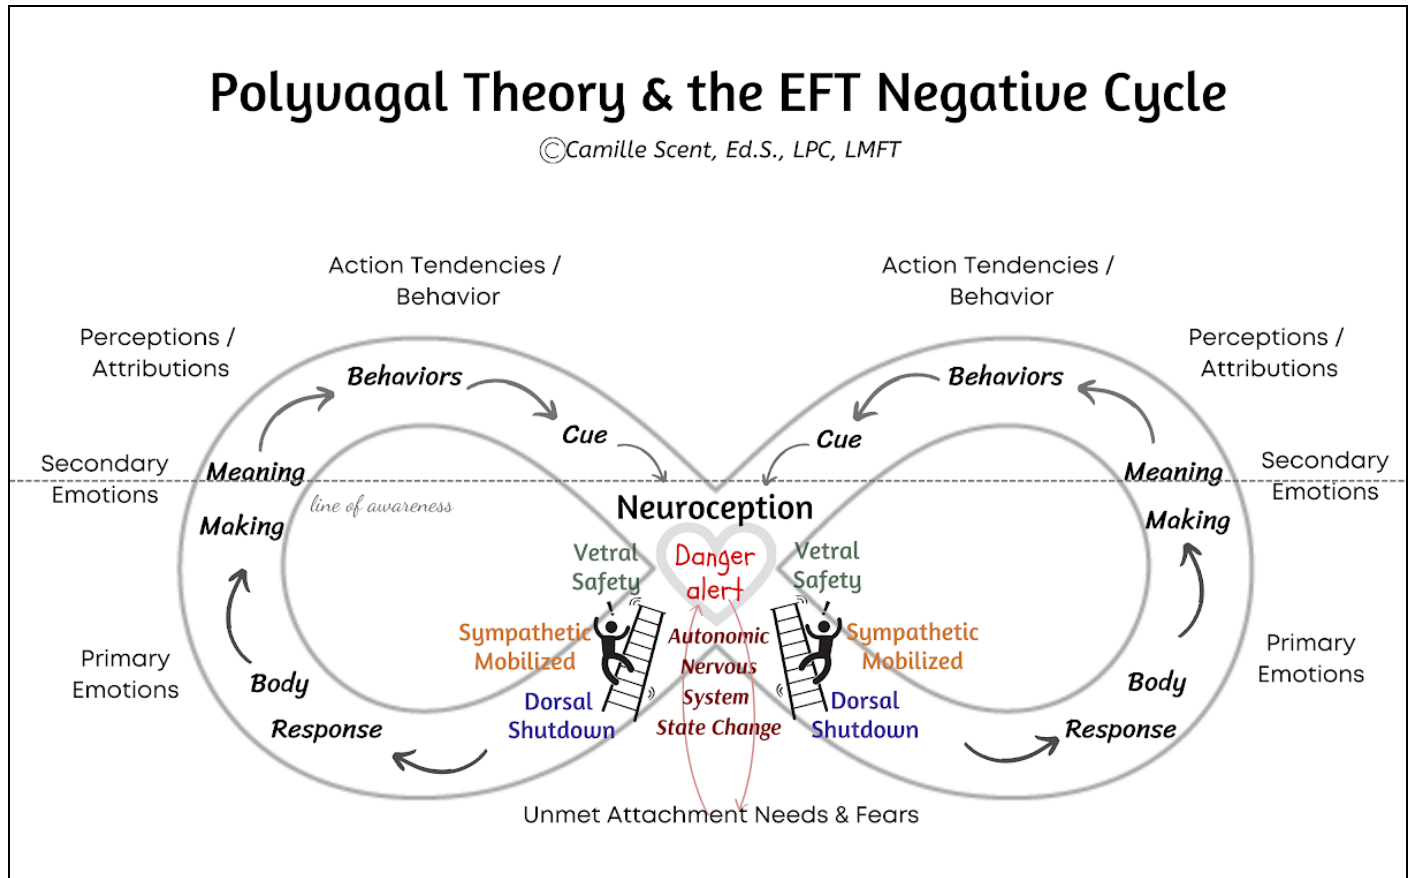 Polyvagal Theory & the EFT Negative Cycle
©Camille Scent, Ed.S., LPC, LMFT
Action Tendencies /
Behavior
Action Tendencies /
Behavior
Perceptions /
Attributions
Perceptions /
Attributions
Behaviors
Behaviors
Cue
Cue
Secondary
Emotions
Meaning
Making
line of awareness
Meaning
Making
Secondary
Emotions
Neuroception
Danger
alert
Vetral
Safety
Vetral
Safety
Sympathetic
Mobilized
Sympathetic
Mobilized
Dorsal
Shutdown
Dorsal
Shutdown
Autonomic
Nervous
System
State Change
Primary
Emotions
Body
Response
Body
Response
Primary
Emotions
Unmet Attachment Needs & Fears